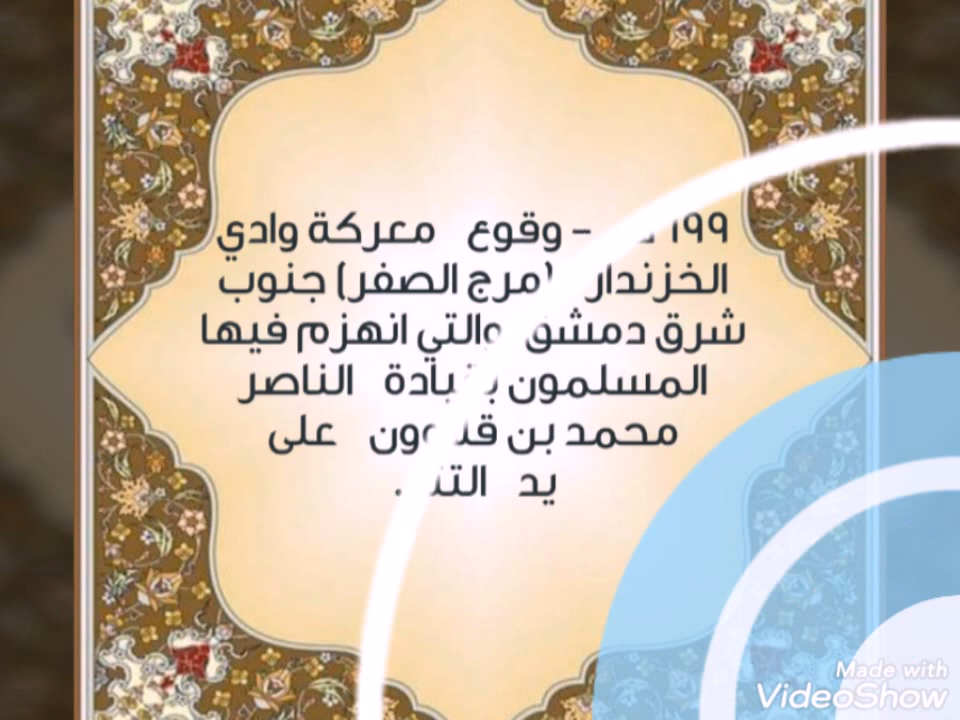 - وقوع معركة وادي
الخزندار (مرج الصفر) جنوب
شرق دمشق والتي انهزم فيها
المسلمون بقيادة الناصر
محمد بن قلاوون على
يد
Made with
VideoShow